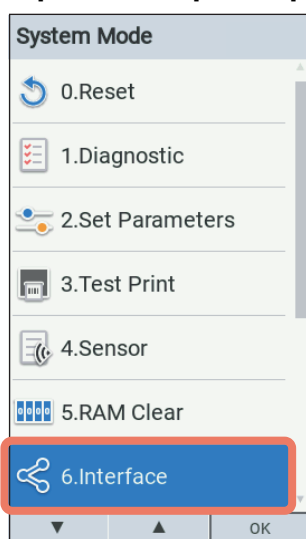 System Mode
0.Reset
1.Diagnostic
2.Set Parameters
3.Test Print
4.Sensor
0000 5.RAM Clear
6.Interface
▼ ▲ OK